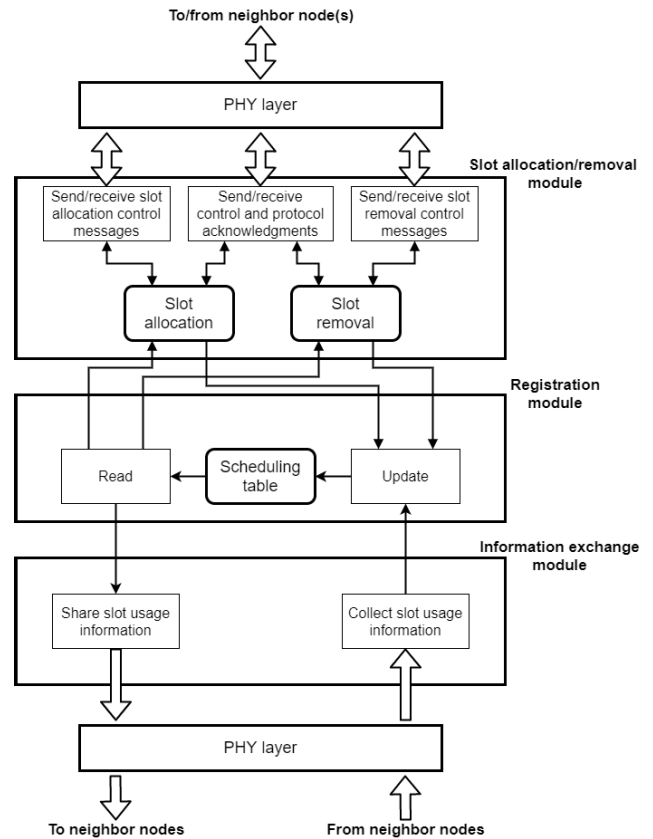 To/from neighbor node(s)
PHY layer
Slot allocation/removal
module
Send/receive slot
allocation control
messages
Send/receive
control and protocol
acknowledgments
Send/receive slot
removal control
messages
Slot
allocation
Slot
removal
Registration
module
Read
Scheduling
table
Update
Information exchange
module
Share slot usage
information
Collect slot usage
information
PHY layer
To neighbor nodes
From neighbor nodes